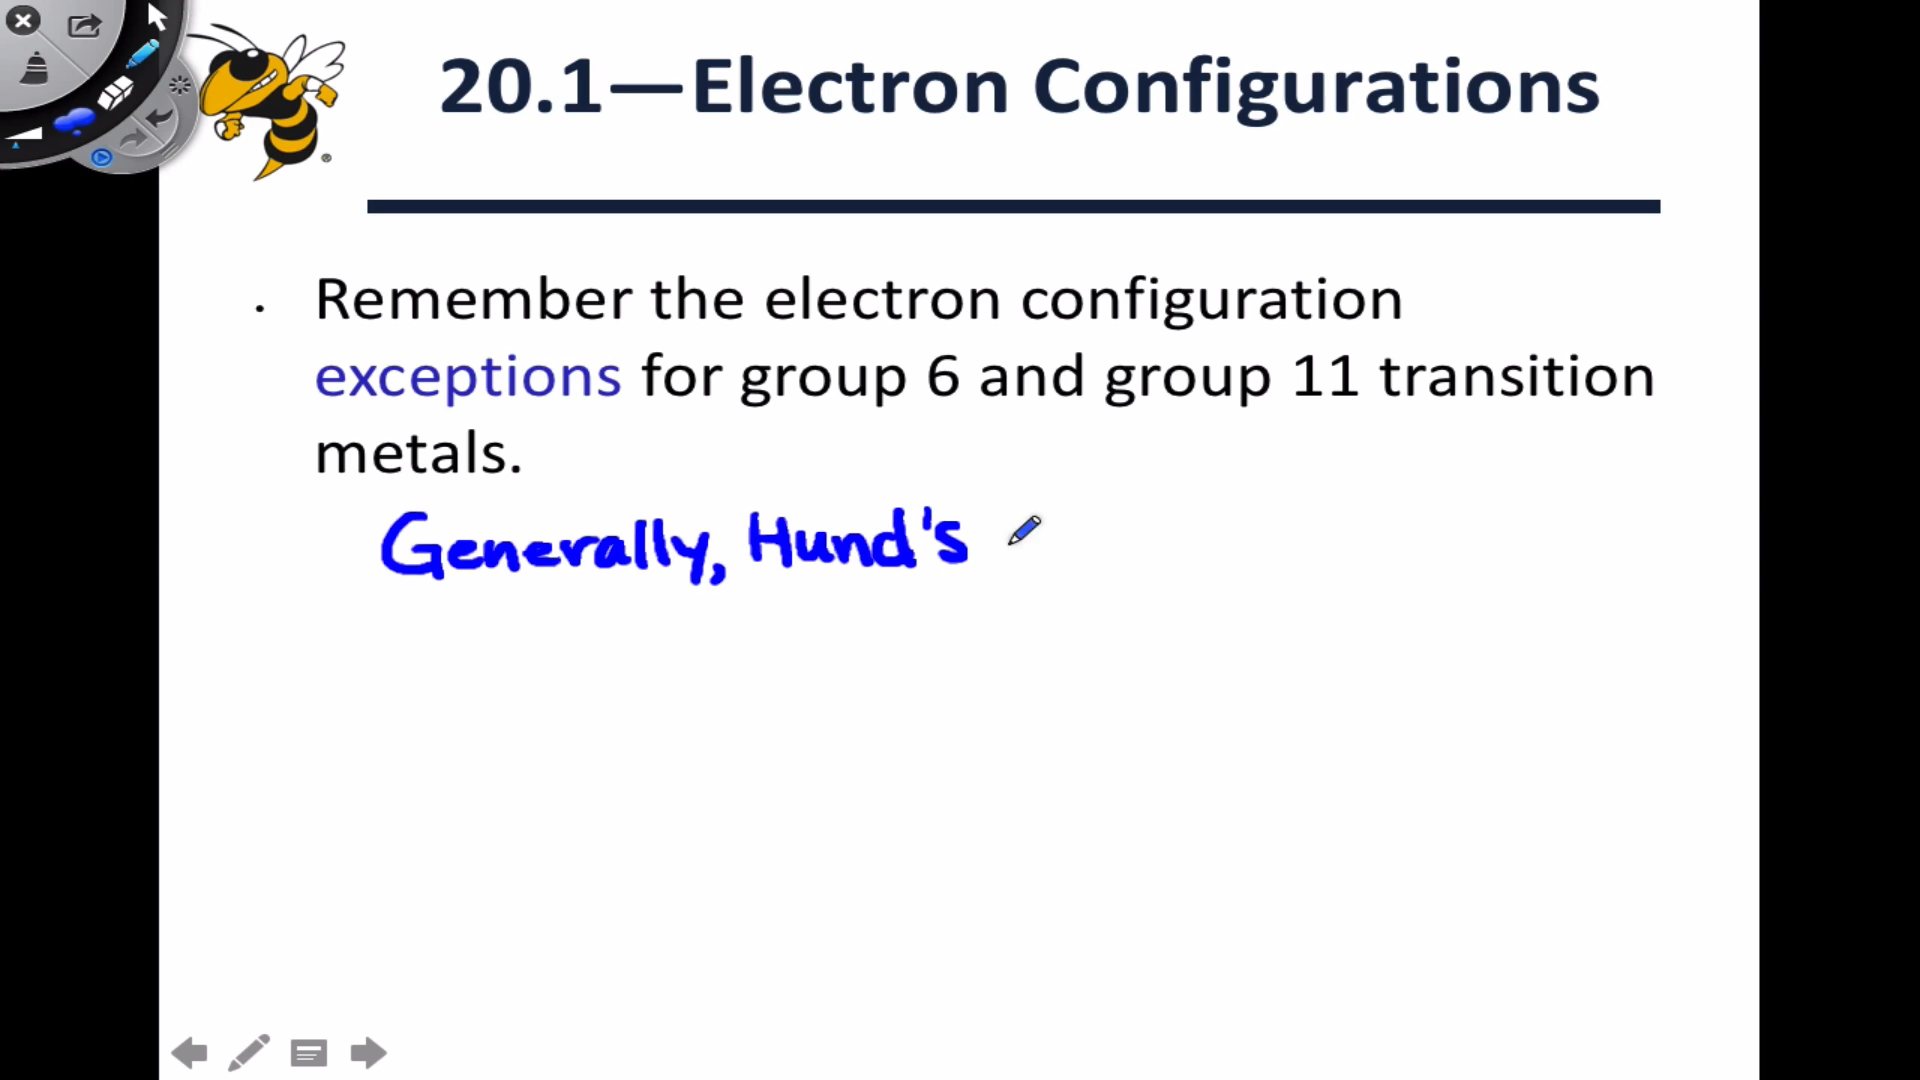 20.1—Electron Configurations
. Remember the electron configuration
exceptions for group 6 and group 11 transition
metals.
Generally, Hund's